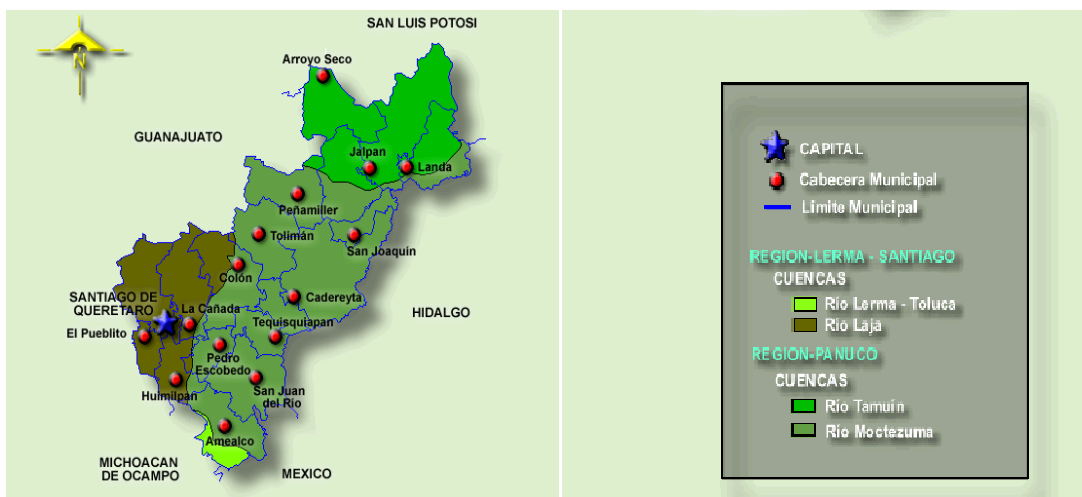 SAN LUIS POTOSI
N
Arroyo Seco
GUANAJUATO
Jalpan
Landa
Peñamiller
Tolimán
San Joaquín
Colón
SANTIAGO DE
QUERETARO
La Cañada
Cadereyta
HIDALGO
El Pueblito
Tequisquiapan
Pedro
Escobedo
Huimilpan
San Juan
del Río
Amealco
MICHOACAN
DE OCAMPO
MEXICO
CAPITAL
Cabecera Municipal
Limite Municipal
REGION-LERMA - SANTIAGO
CUENCAS
Río Lerma - Toluca
Río Laja
REGION-PANUCO
CUENCAS
Río Tamuín
Río Moctezuma